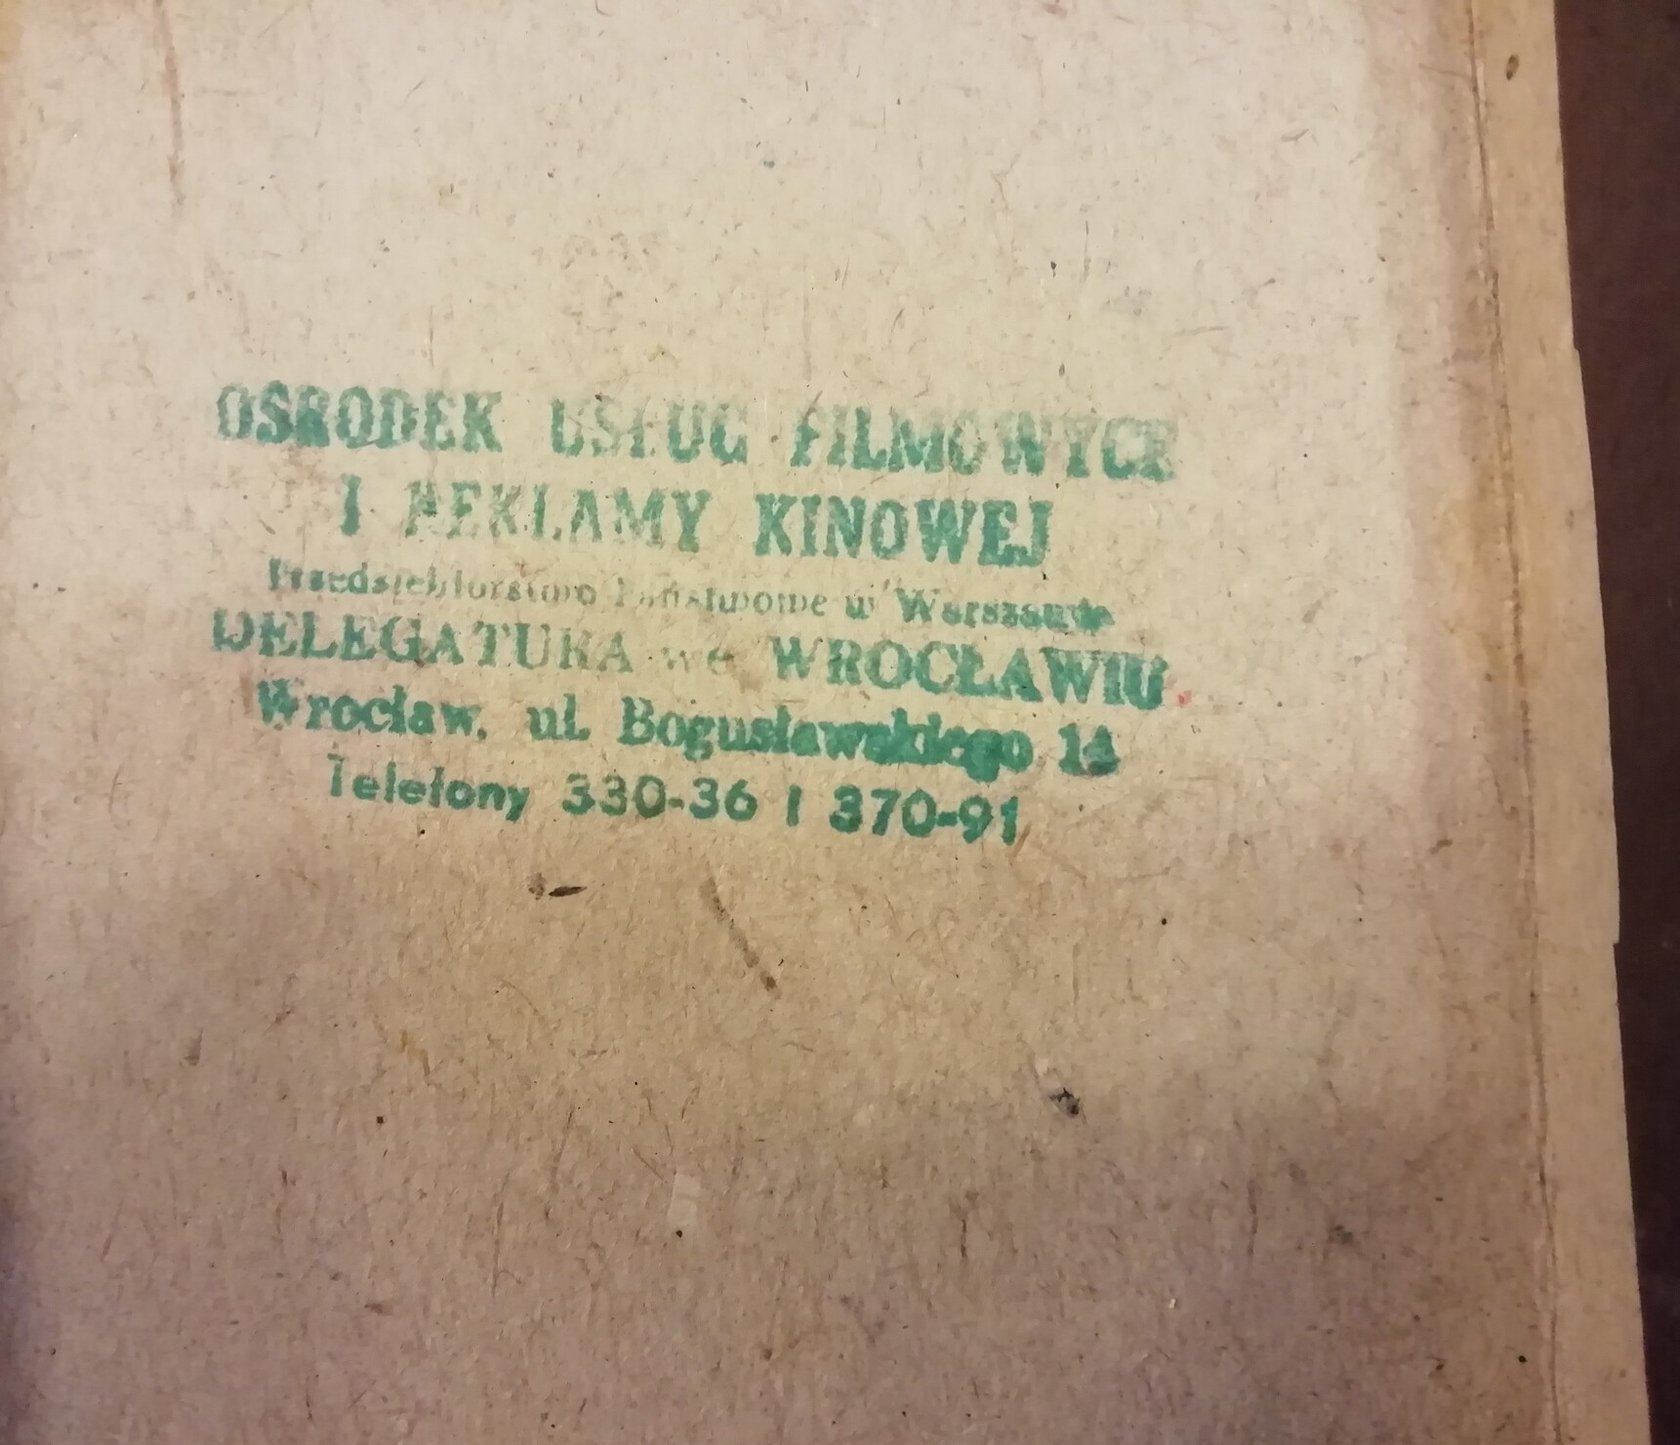 OŚRODEK USŁUG FILMOWYCH
I REKLAMY KINOWEJ
Przedsiębiorstwo Państwowe w Warszawie
DELEGATURA we WROCŁAWIU
Wrocław, ul. Bogusławskiego 14
Telefony 330-36 i 370-91